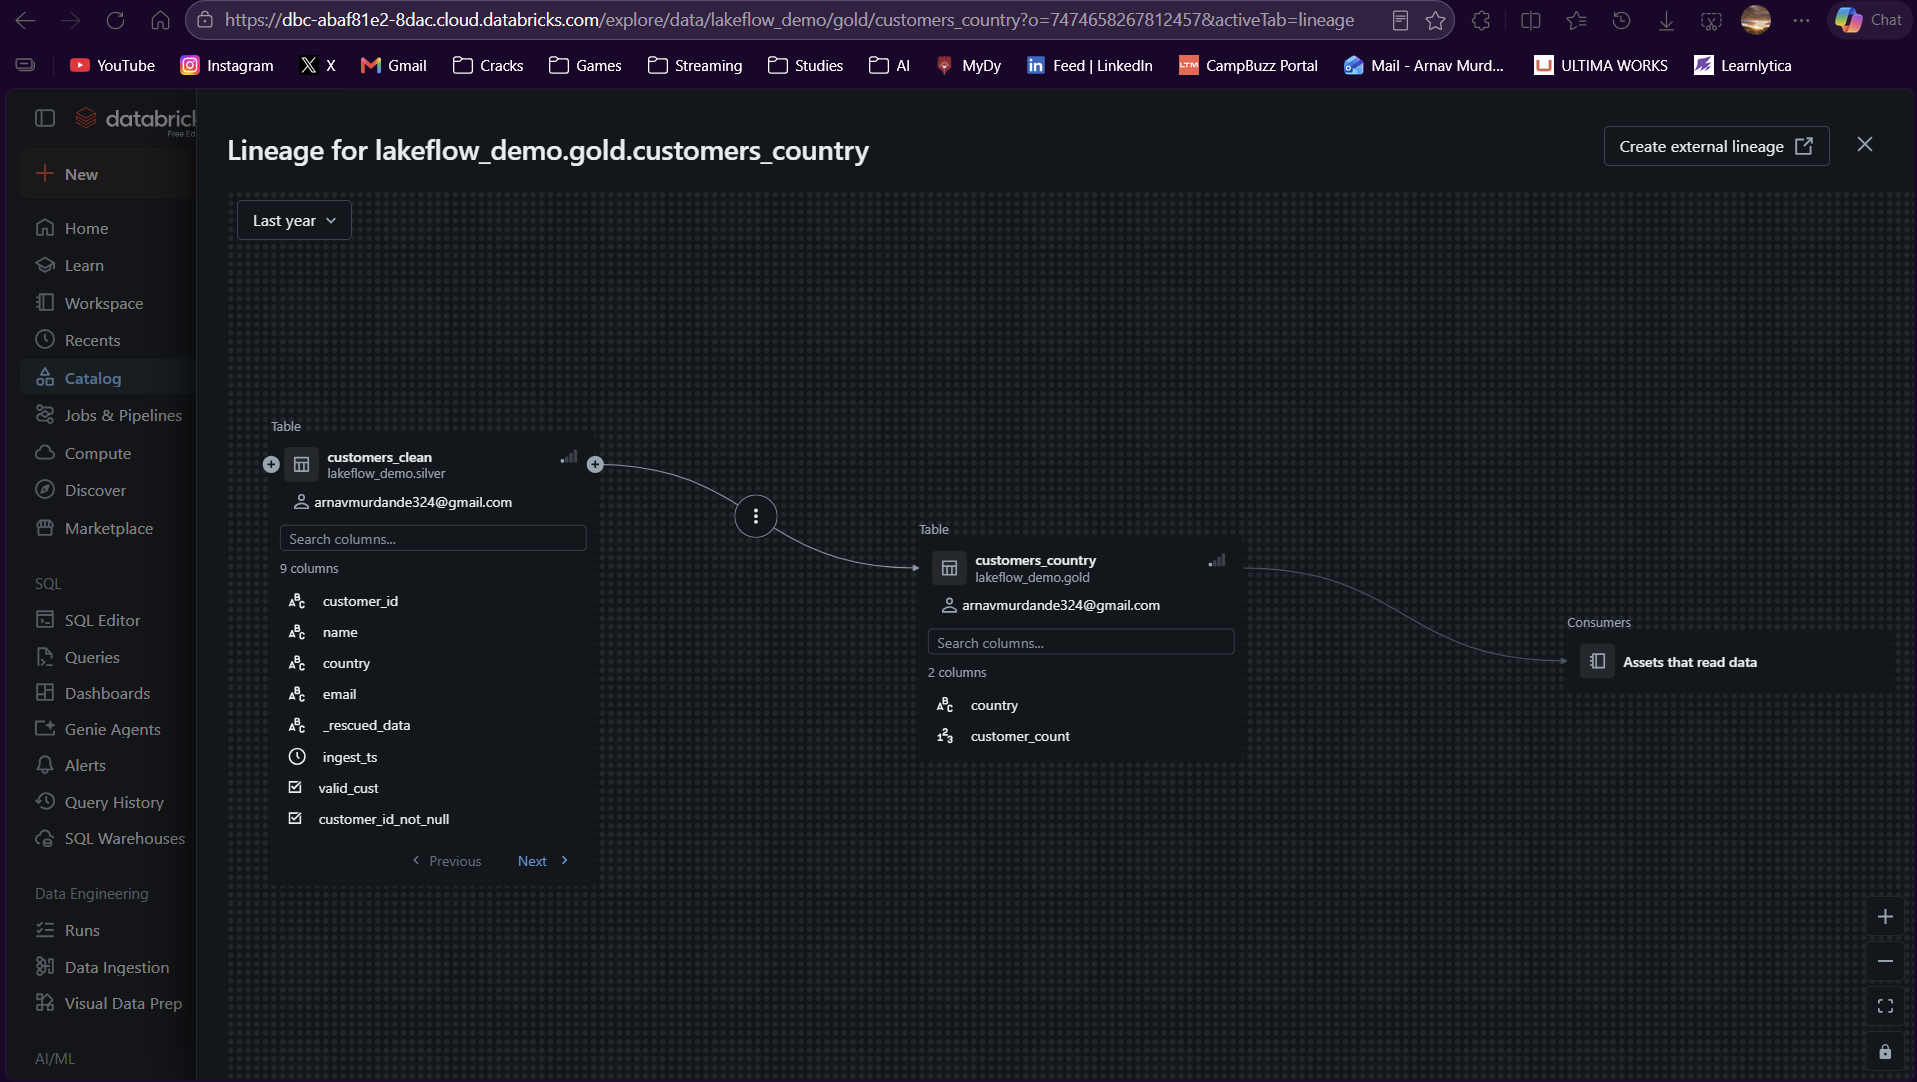 https://dbc-abaf81e2-8dac.cloud.databricks.com/explore/data/lakeflow_demo/gold/customers_country?o=7474658267812457&activeTab=lineage
Chat
YouTube
Instagram
X
Gmail
Cracks
Games
Streaming
Studies
AI
MyDy
Feed | LinkedIn
LTM
CampBuzz Portal
Mail - Arnav Murd...
ULTIMA WORKS
Learnlytica
databrick
Free Ed
New
Home
Learn
Workspace
Recents
Catalog
Jobs & Pipelines
Compute
Discover
Marketplace
SQL
SQL Editor
Queries
Dashboards
Genie Agents
Alerts
Query History
SQL Warehouses
Data Engineering
Runs
Data Ingestion
Visual Data Prep
AI/ML
Lineage for lakeflow_demo.gold.customers_country
Create external lineage
Last year
Table
customers_clean
lakeflow_demo.silver
arnavmurdande324@gmail.com
Search columns...
9 columns
customer_id
name
country
email
_rescued_data
ingest_ts
valid_cust
customer_id_not_null
Previous
Next
Table
customers_country
lakeflow_demo.gold
arnavmurdande324@gmail.com
Search columns...
2 columns
country
customer_count
Consumers
Assets that read data